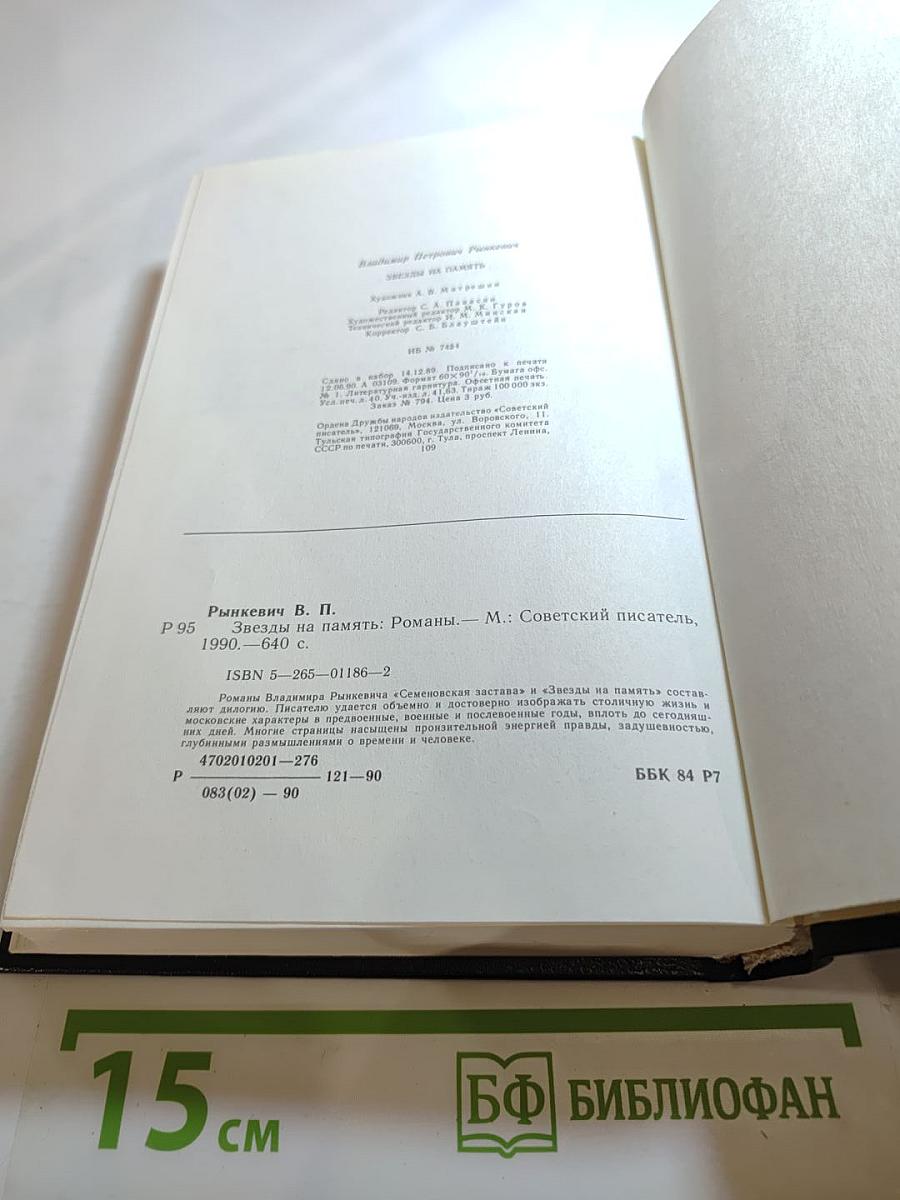 Владимир Петрович Рынкевич
ЗВЕЗДЫ НА ПАМЯТЬ
Художник А. В. Матрешин
Редактор С. А. Панасян
Художественный редактор М. К. Гуров
Технический редактор И. М. Минская
Корректор С. Б. Блауштейн
ИБ № 7424
Сдано в набор 14.12.89. Подписано к печати
12.06.90. А 03109. Формат 60×90¹/₁₆. Бумага офс.
№ 1. Литературная гарнитура. Офсетная печать.
Усл. печ. л. 40. Уч.-изд. л. 41,63. Тираж 100 000 экз.
Заказ № 794. Цена 3 руб.
Ордена Дружбы народов издательство «Советский
писатель», 121069, Москва, ул. Воровского, 11.
Тульская типография Государственного комитета
СССР по печати, 300600, г. Тула, проспект Ленина,
109
Рынкевич В. П.
Р 95 Звезды на память: Романы.— М.: Советский писатель,
1990.—640 с.
ISBN 5—265—01186—2
Романы Владимира Рынкевича «Семеновская застава» и «Звезды на память» состав-
ляют дилогию. Писателю удается объемно и достоверно изображать столичную жизнь и
московские характеры в предвоенные, военные и послевоенные годы, вплоть до сегодняш-
них дней. Многие страницы насыщены пронзительной энергией правды, задушевностью,
глубинными размышлениями о времени и человеке.
4702010201—276
Р 121—90 ББК 84 Р7
083(02) — 90
15 см БФ БИБЛИОФАН